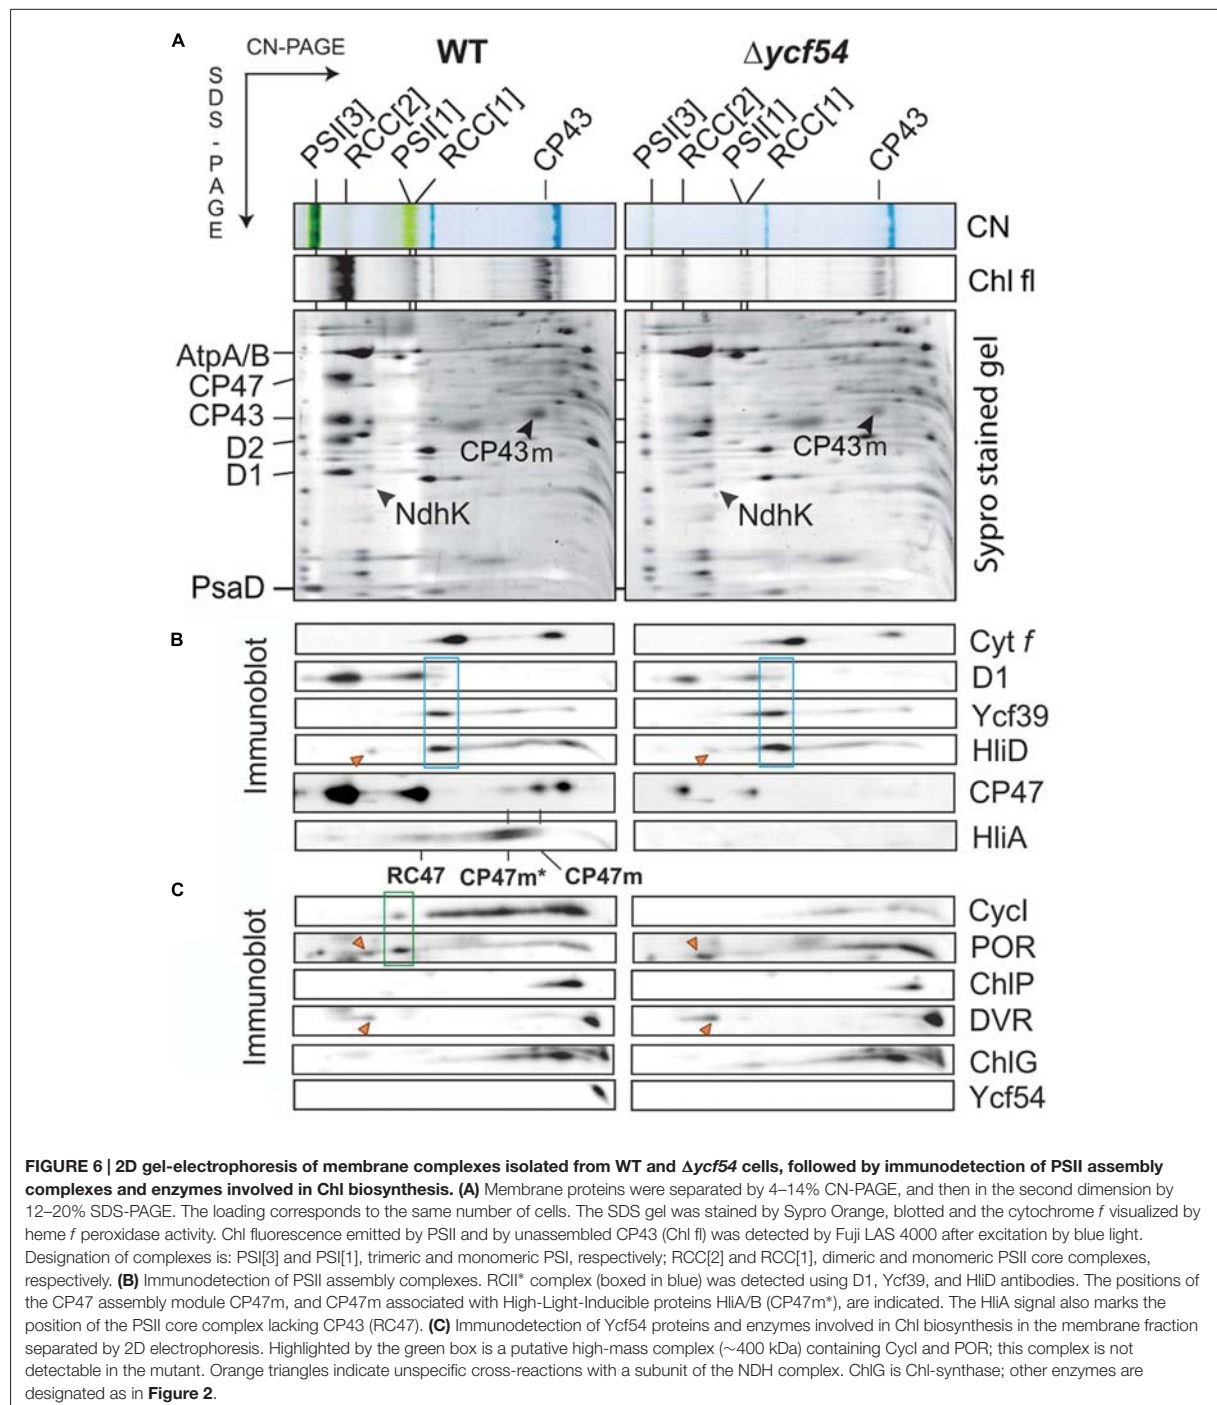 A
CN-PAGE
WT
Δycf54
SDS-PAGE
PSI[3]
RCC[2]
PSI[1]
RCC[1]
CP43
PSI[3]
RCC[2]
PSI[1]
RCC[1]
CP43
CN
Chl fl
AtpA/B
CP47
CP43
D2
D1
PsaD
CP43m
NdhK
CP43m
NdhK
Sypro stained gel
B
Immunoblot
Cyt f
D1
Ycf39
HliD
CP47
HliA
RC47 CP47m* CP47m
C
Immunoblot
CycI
POR
ChlP
DVR
ChlG
Ycf54
FIGURE 6 | 2D gel-electrophoresis of membrane complexes isolated from WT and Δycf54 cells, followed by immunodetection of PSII assembly
complexes and enzymes involved in Chl biosynthesis. (A) Membrane proteins were separated by 4–14% CN-PAGE, and then in the second dimension by
12–20% SDS-PAGE. The loading corresponds to the same number of cells. The SDS gel was stained by Sypro Orange, blotted and the cytochrome f visualized by
heme f peroxidase activity. Chl fluorescence emitted by PSII and by unassembled CP43 (Chl fl) was detected by Fuji LAS 4000 after excitation by blue light.
Designation of complexes is: PSI[3] and PSI[1], trimeric and monomeric PSI, respectively; RCC[2] and RCC[1], dimeric and monomeric PSII core complexes,
respectively. (B) Immunodetection of PSII assembly complexes. RCII* complex (boxed in blue) was detected using D1, Ycf39, and HliD antibodies. The positions of
the CP47 assembly module CP47m, and CP47m associated with High-Light-Inducible proteins HliA/B (CP47m*), are indicated. The HliA signal also marks the
position of the PSII core complex lacking CP43 (RC47). (C) Immunodetection of Ycf54 proteins and enzymes involved in Chl biosynthesis in the membrane fraction
separated by 2D electrophoresis. Highlighted by the green box is a putative high-mass complex (∼400 kDa) containing CycI and POR; this complex is not
detectable in the mutant. Orange triangles indicate unspecific cross-reactions with a subunit of the NDH complex. ChlG is Chl-synthase; other enzymes are
designated as in Figure 2.